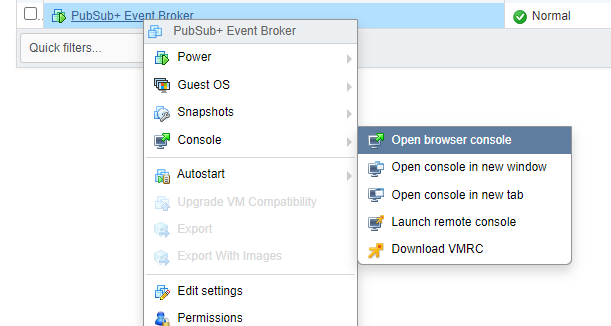 PubSub+ Event Broker
Normal
Quick filters...
PubSub+ Event Broker
Power
Guest OS
Snapshots
Console
Open browser console
Open console in new window
Open console in new tab
Launch remote console
Download VMRC
Autostart
Upgrade VM Compatibility
Export
Export With Images
Edit settings
Permissions